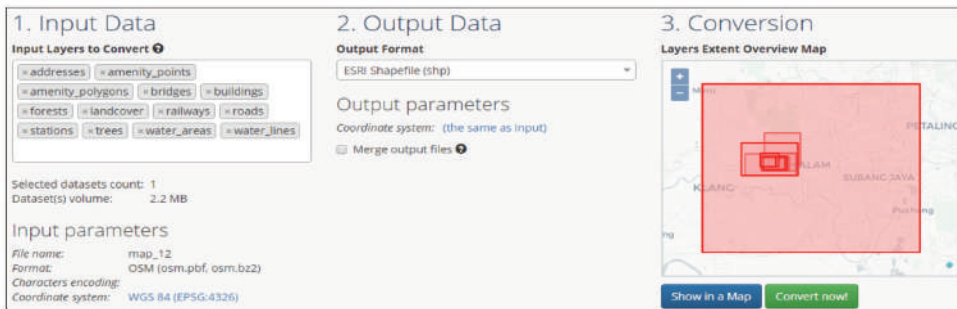 1. Input Data
Input Layers to Convert ?
× addresses × amenity_points
× amenity_polygons × bridges × buildings
× forests × landcover × railways × roads
× stations × trees × water_areas × water_lines
Selected datasets count: 1
Dataset(s) volume: 2.2 MB
Input parameters
File name: map_12
Format: OSM (osm.pbf, osm.bz2)
Characters encoding:
Coordinate system: WGS 84 (EPSG:4326)
2. Output Data
Output Format
ESRI Shapefile (shp)
Output parameters
Coordinate system: (the same as input)
Merge output files ?
3. Conversion
Layers Extent Overview Map
+
−
PETALING
ALAM
SUBANG JAYA
KLANG
Puchong
ng
Show in a Map
Convert now!